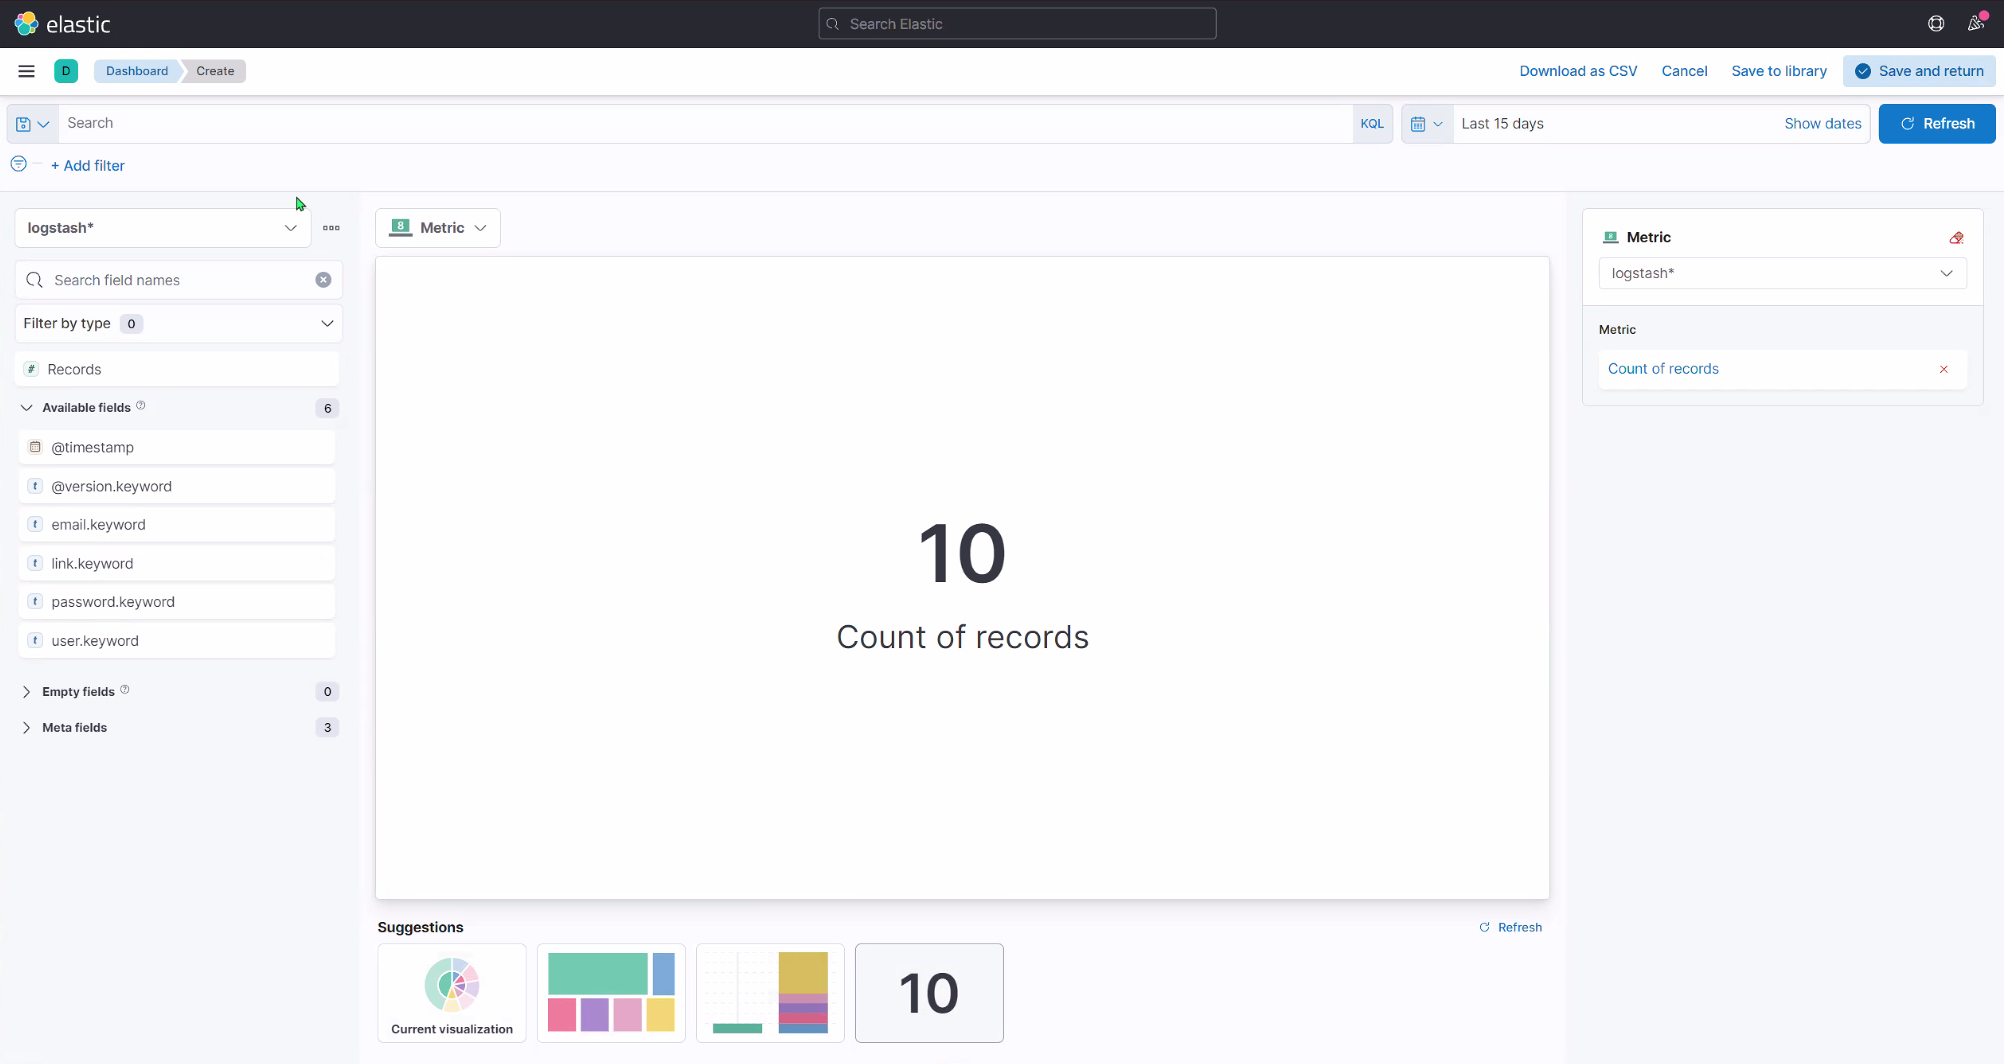 elastic
Search Elastic
D
Dashboard
Create
Download as CSV
Cancel
Save to library
Save and return
Search
KQL
Last 15 days
Show dates
Refresh
+ Add filter
logstash*
8 Metric
8 Metric
logstash*
Search field names
Filter by type 0
Metric
# Records
Count of records
Available fields 6
@timestamp
t @version.keyword
t email.keyword
t link.keyword
t password.keyword
t user.keyword
10
Count of records
Empty fields 0
Meta fields 3
Suggestions
Refresh
Current visualization
10